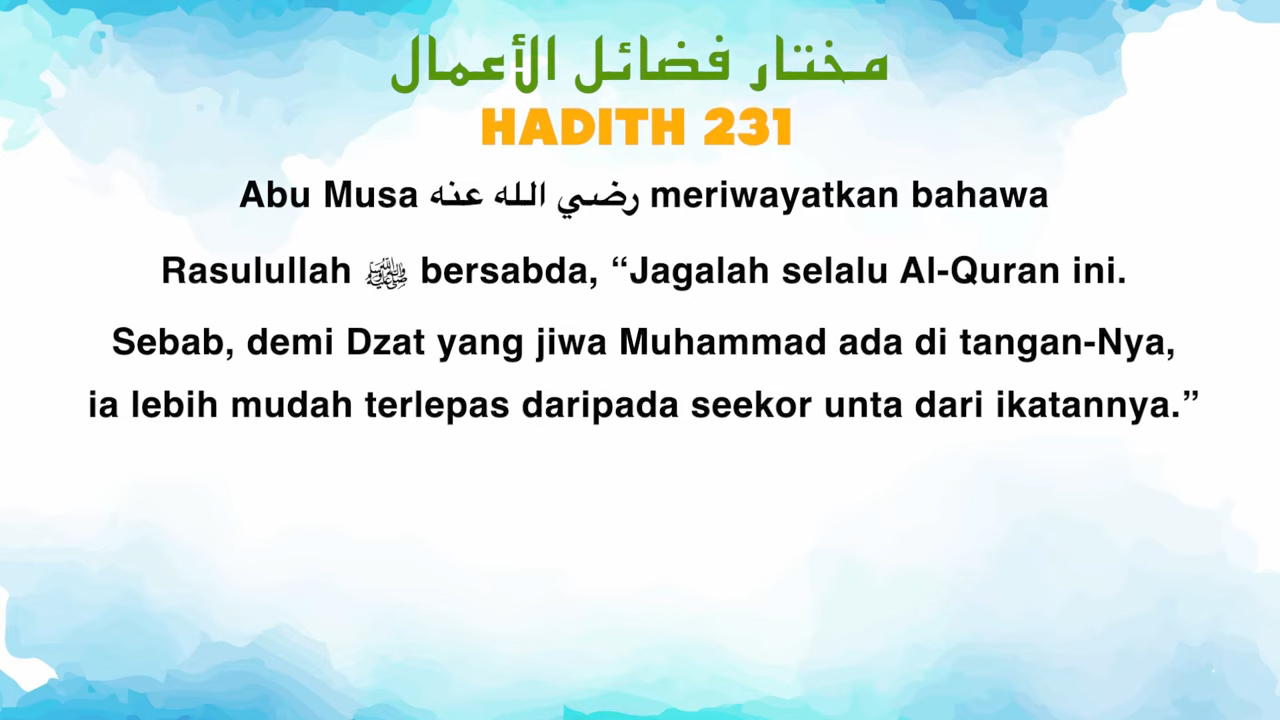 مختار فضائل الأعمال
HADITH 231
Abu Musa رضي الله عنه meriwayatkan bahawa
Rasulullah ﷺ bersabda, “Jagalah selalu Al-Quran ini.
Sebab, demi Dzat yang jiwa Muhammad ada di tangan-Nya,
ia lebih mudah terlepas daripada seekor unta dari ikatannya.”